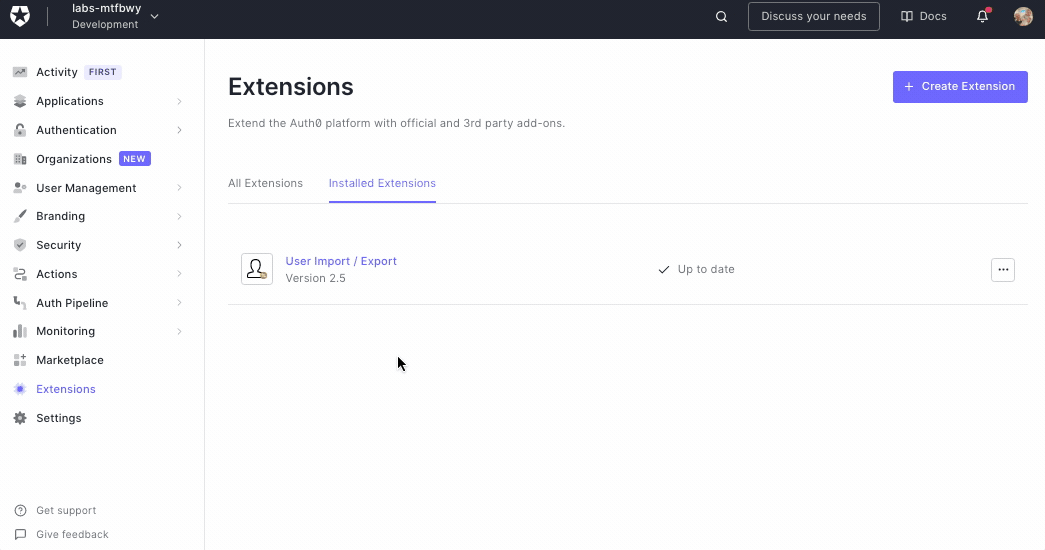 labs-mtfbwy
Development
Discuss your needs
Docs
Activity FIRST
Applications
Authentication
Organizations NEW
User Management
Branding
Security
Actions
Auth Pipeline
Monitoring
Marketplace
Extensions
Settings
Get support
Give feedback
Extensions
+ Create Extension
Extend the Auth0 platform with official and 3rd party add-ons.
All Extensions Installed Extensions
User Import / Export
Version 2.5
Up to date